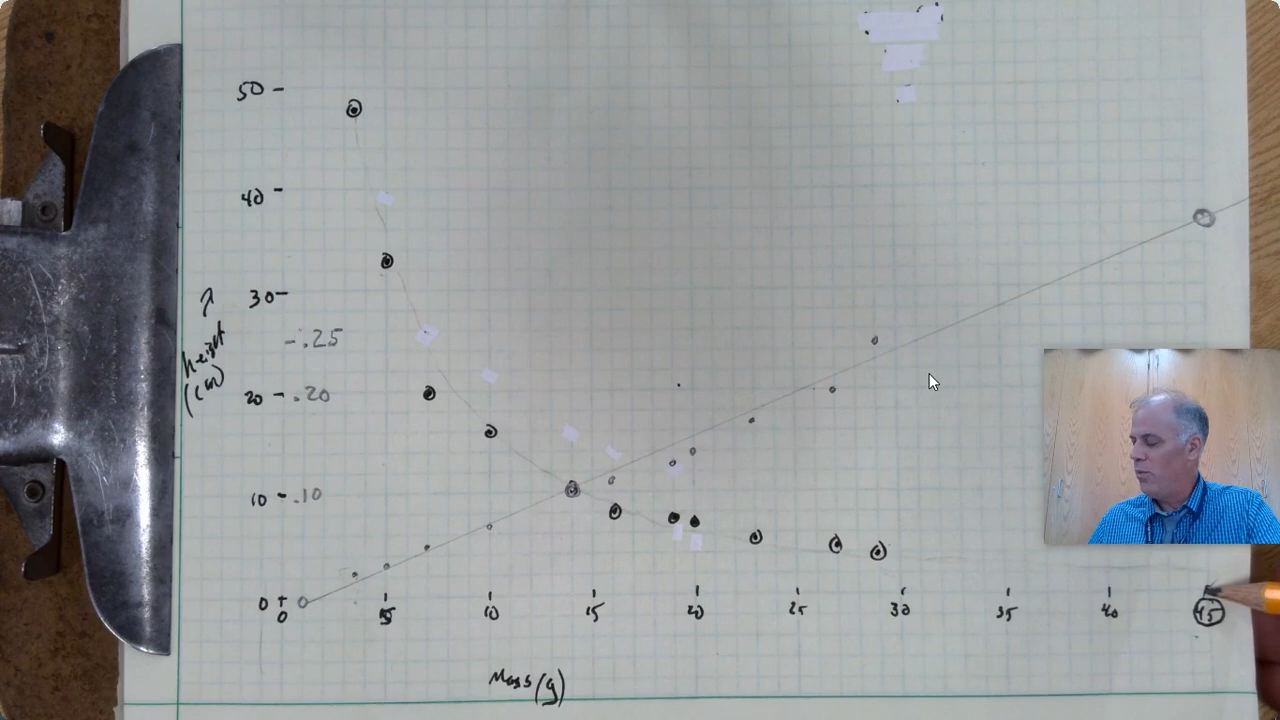 50 -
40 -
30 -
- .25
height
(cm)
20 - .20
10 - .10
0
0 5 10 15 20 25 30 35 40 45
Mass (g)